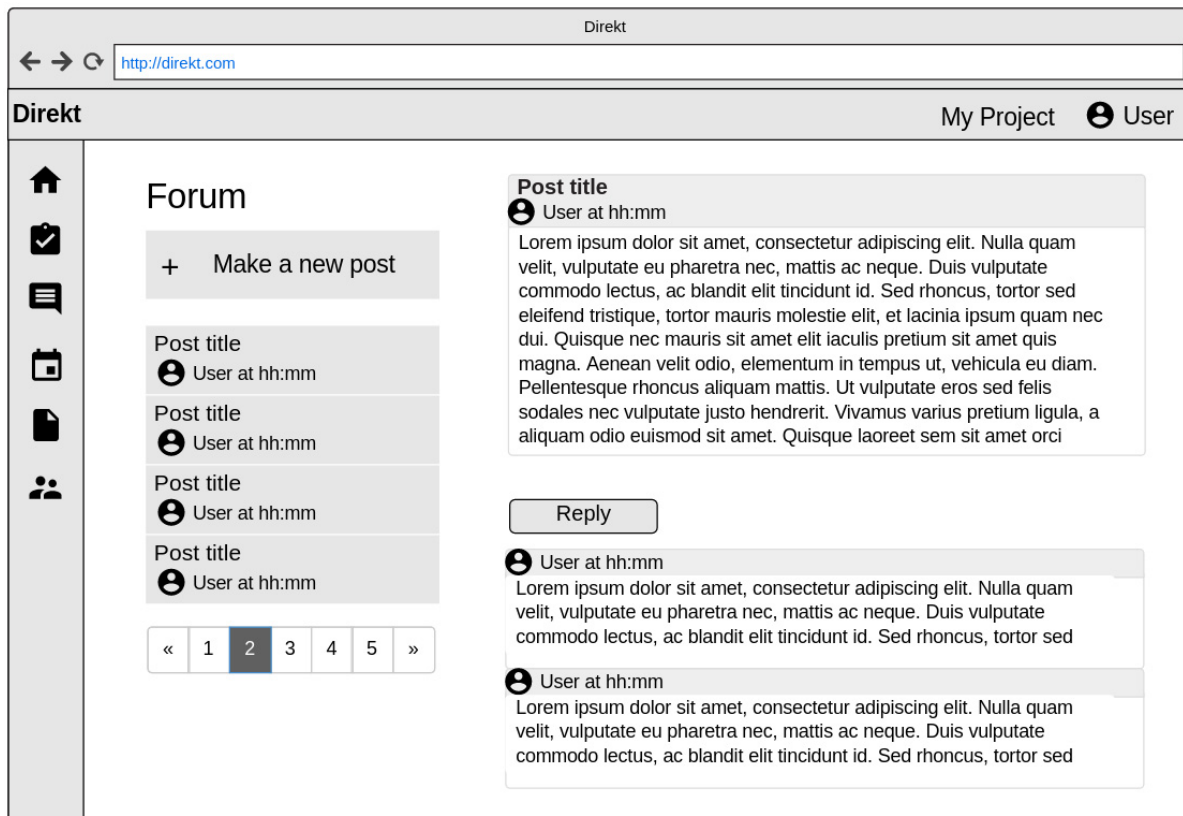 Direkt
http://direkt.com
Direkt
My Project
User
Forum
+ Make a new post
Post title
User at hh:mm
Post title
User at hh:mm
Post title
User at hh:mm
Post title
User at hh:mm
« 1 2 3 4 5 »
Post title
User at hh:mm
Lorem ipsum dolor sit amet, consectetur adipiscing elit. Nulla quam
velit, vulputate eu pharetra nec, mattis ac neque. Duis vulputate
commodo lectus, ac blandit elit tincidunt id. Sed rhoncus, tortor sed
eleifend tristique, tortor mauris molestie elit, et lacinia ipsum quam nec
dui. Quisque nec mauris sit amet elit iaculis pretium sit amet quis
magna. Aenean velit odio, elementum in tempus ut, vehicula eu diam.
Pellentesque rhoncus aliquam mattis. Ut vulputate eros sed felis
sodales nec vulputate justo hendrerit. Vivamus varius pretium ligula, a
aliquam odio euismod sit amet. Quisque laoreet sem sit amet orci
Reply
User at hh:mm
Lorem ipsum dolor sit amet, consectetur adipiscing elit. Nulla quam
velit, vulputate eu pharetra nec, mattis ac neque. Duis vulputate
commodo lectus, ac blandit elit tincidunt id. Sed rhoncus, tortor sed
User at hh:mm
Lorem ipsum dolor sit amet, consectetur adipiscing elit. Nulla quam
velit, vulputate eu pharetra nec, mattis ac neque. Duis vulputate
commodo lectus, ac blandit elit tincidunt id. Sed rhoncus, tortor sed